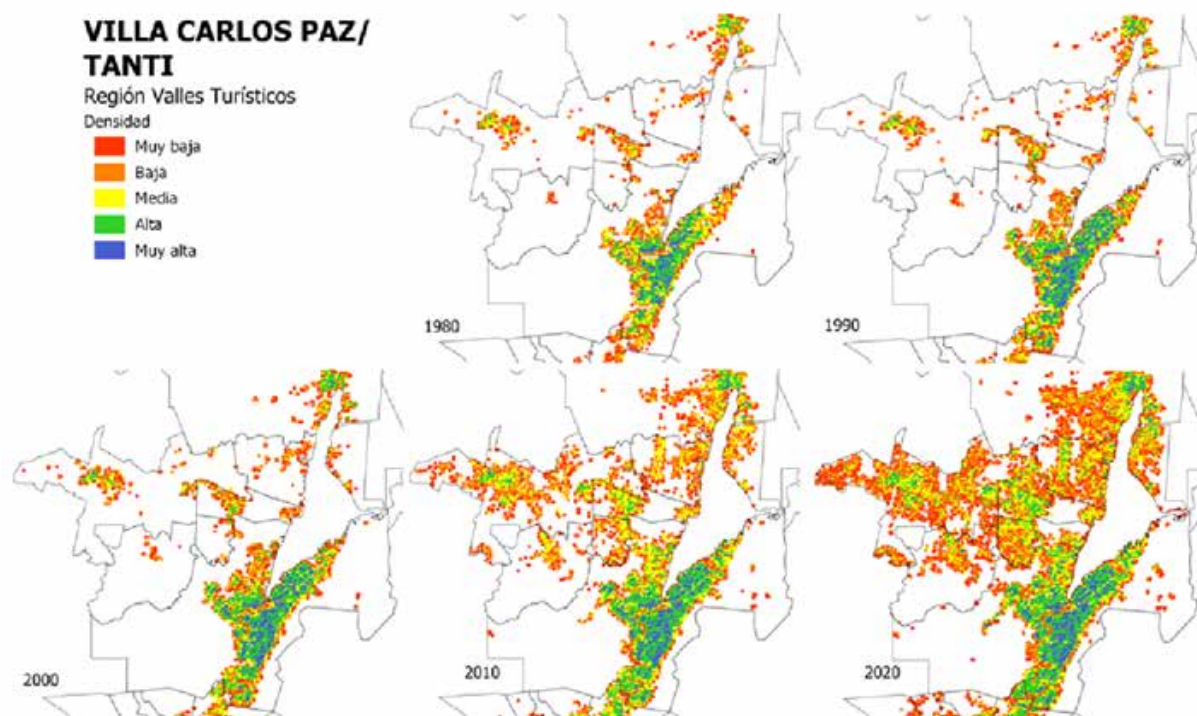 VILLA CARLOS PAZ/
TANTI
Región Valles Turísticos
Densidad
Muy baja
Baja
Media
Alta
Muy alta
1980
1990
2000
2010
2020